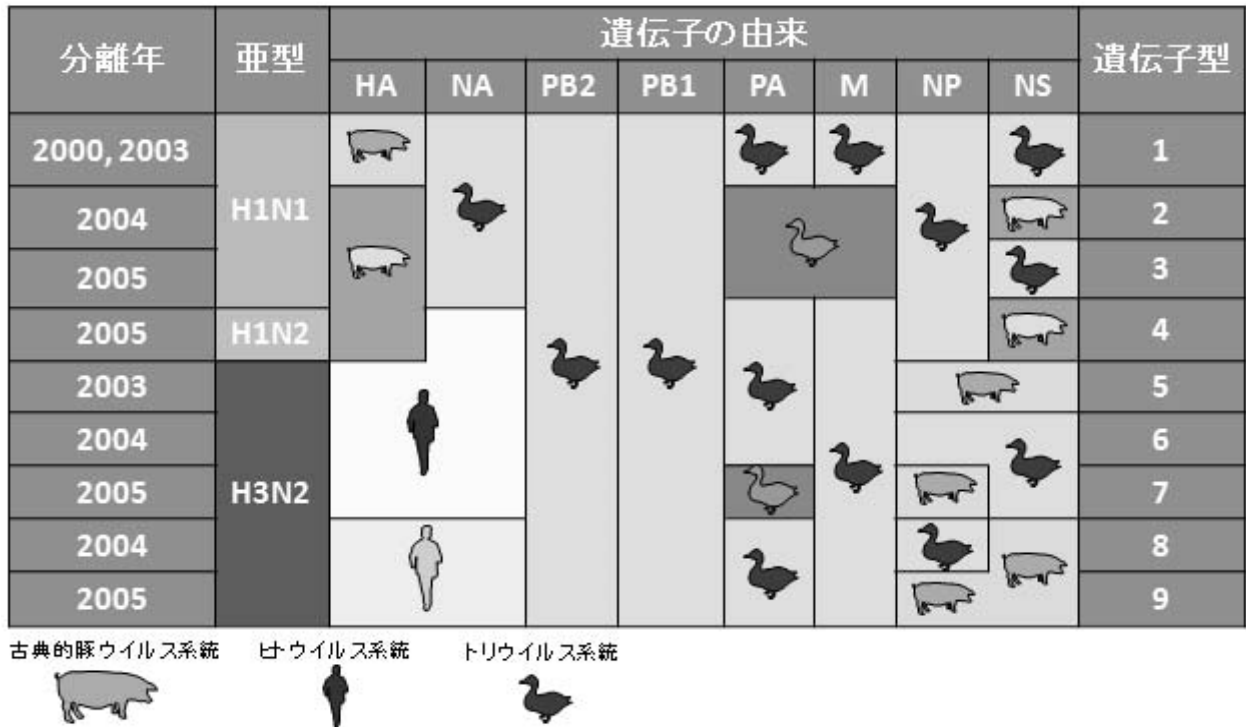 分離年 亜型 遺伝子の由来 遺伝子型
HA NA PB2 PB1 PA M NP NS
2000, 2003 H1N1 1
2004 2
2005 3
2005 H1N2 4
2003 H3N2 5
2004 6
2005 7
2004 8
2005 9
古典的豚ウイルス系統 ヒトウイルス系統 トリウイルス系統